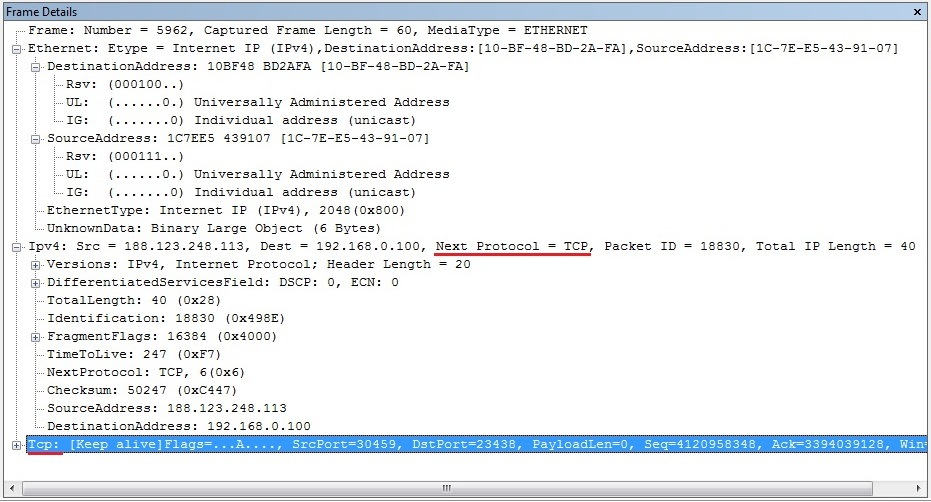 Frame Details
Frame: Number = 5962, Captured Frame Length = 60, MediaType = ETHERNET
Ethernet: Etype = Internet IP (IPv4),DestinationAddress:[10-BF-48-BD-2A-FA],SourceAddress:[1C-7E-E5-43-91-07]
DestinationAddress: 10BF48 BD2AFA [10-BF-48-BD-2A-FA]
Rsv: (000100..)
UL: (......0.) Universally Administered Address
IG: (.......0) Individual address (unicast)
SourceAddress: 1C7EE5 439107 [1C-7E-E5-43-91-07]
Rsv: (000111..)
UL: (......0.) Universally Administered Address
IG: (.......0) Individual address (unicast)
EthernetType: Internet IP (IPv4), 2048(0x800)
UnknownData: Binary Large Object (6 Bytes)
Ipv4: Src = 188.123.248.113, Dest = 192.168.0.100, Next Protocol = TCP, Packet ID = 18830, Total IP Length = 40
Versions: IPv4, Internet Protocol; Header Length = 20
DifferentiatedServicesField: DSCP: 0, ECN: 0
TotalLength: 40 (0x28)
Identification: 18830 (0x498E)
FragmentFlags: 16384 (0x4000)
TimeToLive: 247 (0xF7)
NextProtocol: TCP, 6(0x6)
Checksum: 50247 (0xC447)
SourceAddress: 188.123.248.113
DestinationAddress: 192.168.0.100
Tcp: [Keep alive]Flags=...A...., SrcPort=30459, DstPort=23438, PayloadLen=0, Seq=4120958348, Ack=3394039128, Win=